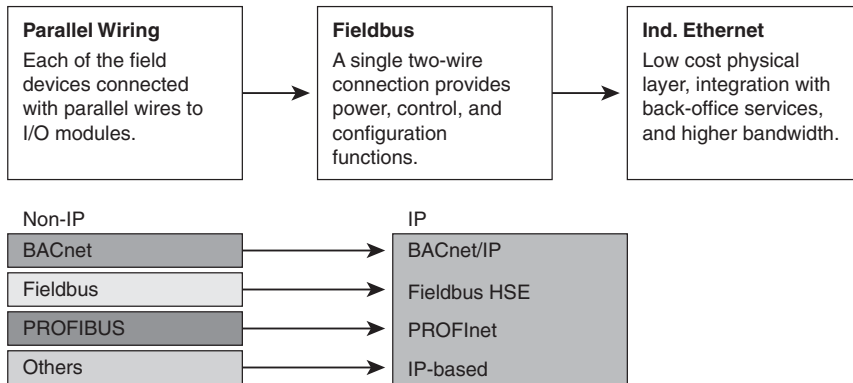 Parallel Wiring
Each of the field
devices connected
with parallel wires to
I/O modules.
Fieldbus
A single two-wire
connection provides
power, control, and
configuration
functions.
Ind. Ethernet
Low cost physical
layer, integration with
back-office services,
and higher bandwidth.
Non-IP
IP
BACnet
BACnet/IP
Fieldbus
Fieldbus HSE
PROFIBUS
PROFInet
Others
IP-based